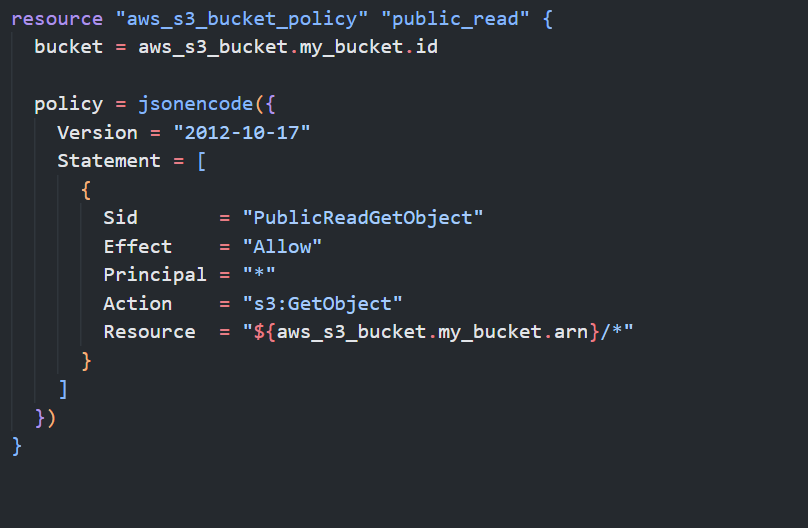 resource "aws_s3_bucket_policy" "public_read" {
  bucket = aws_s3_bucket.my_bucket.id

  policy = jsonencode({
    Version = "2012-10-17"
    Statement = [
      {
        Sid       = "PublicReadGetObject"
        Effect    = "Allow"
        Principal = "*"
        Action    = "s3:GetObject"
        Resource  = "${aws_s3_bucket.my_bucket.arn}/*"
      }
    ]
  })
}